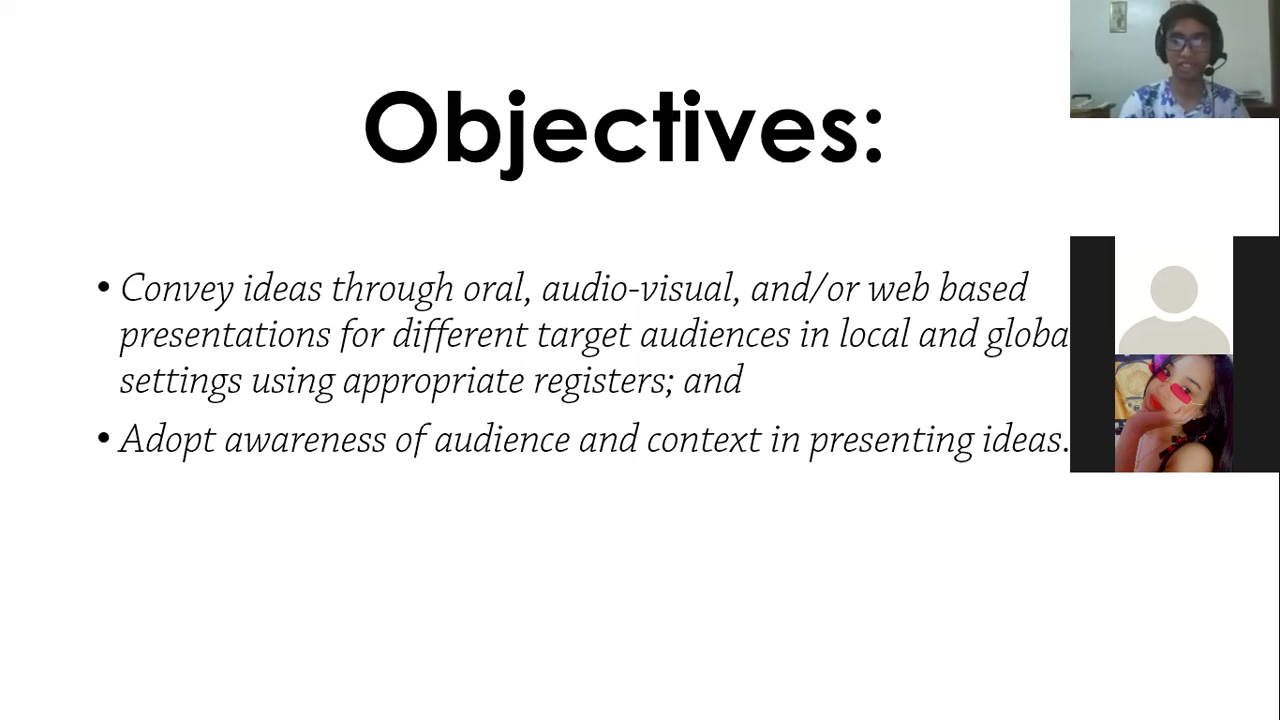 Objectives:
• Convey ideas through oral, audio-visual, and/or web based
presentations for different target audiences in local and globa
settings using appropriate registers; and
• Adopt awareness of audience and context in presenting ideas.